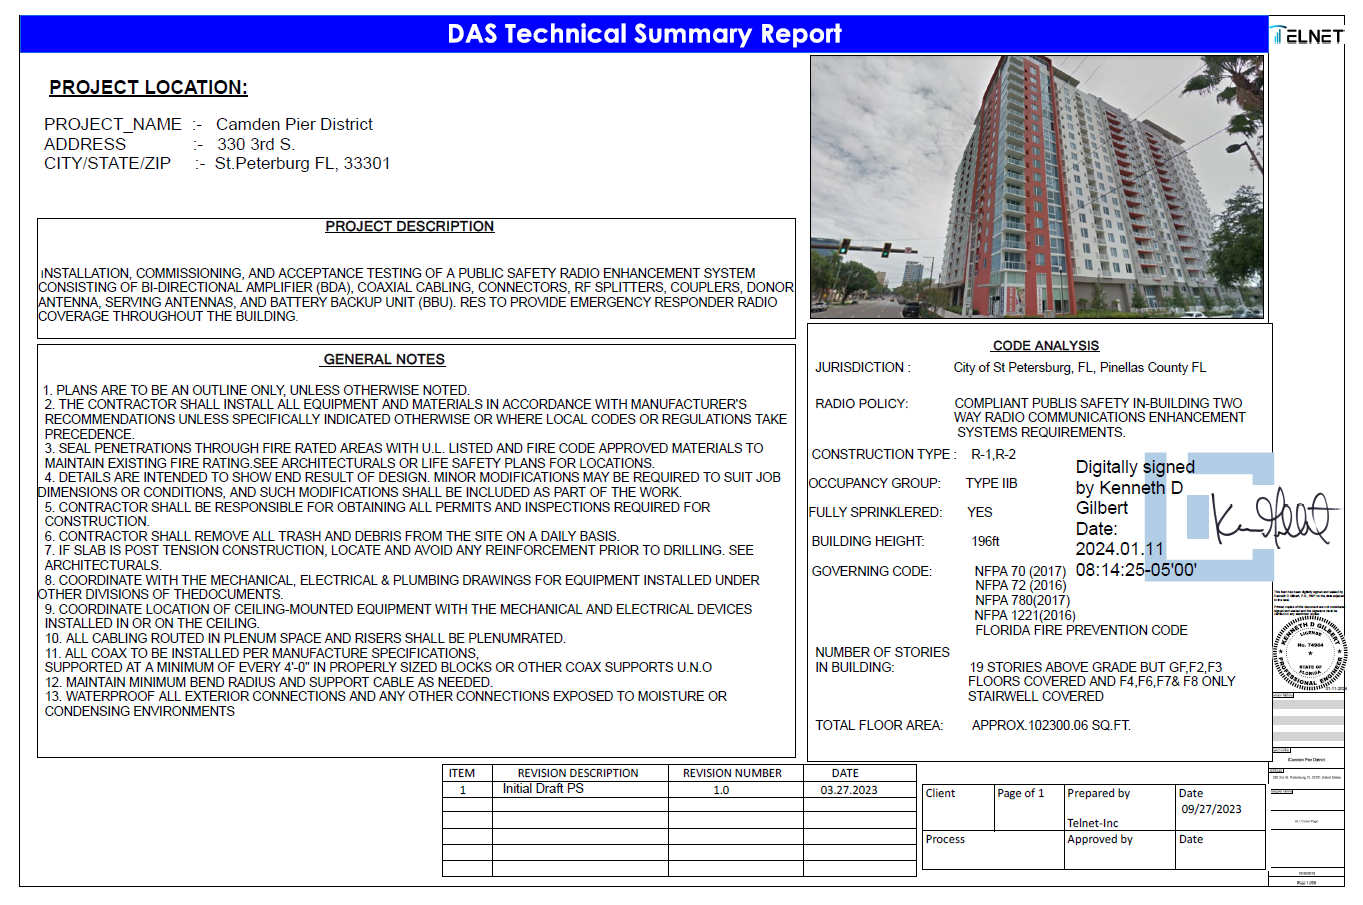 DAS Technical Summary Report
TELNET
PROJECT LOCATION:
PROJECT_NAME :- Camden Pier District
ADDRESS :- 330 3rd S.
CITY/STATE/ZIP :- St.Peterburg FL, 33301
PROJECT DESCRIPTION
INSTALLATION, COMMISSIONING, AND ACCEPTANCE TESTING OF A PUBLIC SAFETY RADIO ENHANCEMENT SYSTEM
CONSISTING OF BI-DIRECTIONAL AMPLIFIER (BDA), COAXIAL CABLING, CONNECTORS, RF SPLITTERS, COUPLERS, DONOR
ANTENNA, SERVING ANTENNAS, AND BATTERY BACKUP UNIT (BBU). RES TO PROVIDE EMERGENCY RESPONDER RADIO
COVERAGE THROUGHOUT THE BUILDING.
GENERAL NOTES
1. PLANS ARE TO BE AN OUTLINE ONLY, UNLESS OTHERWISE NOTED.
2. THE CONTRACTOR SHALL INSTALL ALL EQUIPMENT AND MATERIALS IN ACCORDANCE WITH MANUFACTURER'S
RECOMMENDATIONS UNLESS SPECIFICALLY INDICATED OTHERWISE OR WHERE LOCAL CODES OR REGULATIONS TAKE
PRECEDENCE.
3. SEAL PENETRATIONS THROUGH FIRE RATED AREAS WITH U.L. LISTED AND FIRE CODE APPROVED MATERIALS TO
MAINTAIN EXISTING FIRE RATING.SEE ARCHITECTURALS OR LIFE SAFETY PLANS FOR LOCATIONS.
4. DETAILS ARE INTENDED TO SHOW END RESULT OF DESIGN. MINOR MODIFICATIONS MAY BE REQUIRED TO SUIT JOB
DIMENSIONS OR CONDITIONS, AND SUCH MODIFICATIONS SHALL BE INCLUDED AS PART OF THE WORK.
5. CONTRACTOR SHALL BE RESPONSIBLE FOR OBTAINING ALL PERMITS AND INSPECTIONS REQUIRED FOR
CONSTRUCTION.
6. CONTRACTOR SHALL REMOVE ALL TRASH AND DEBRIS FROM THE SITE ON A DAILY BASIS.
7. IF SLAB IS POST TENSION CONSTRUCTION, LOCATE AND AVOID ANY REINFORCEMENT PRIOR TO DRILLING. SEE
ARCHITECTURALS.
8. COORDINATE WITH THE MECHANICAL, ELECTRICAL & PLUMBING DRAWINGS FOR EQUIPMENT INSTALLED UNDER
OTHER DIVISIONS OF THEDOCUMENTS.
9. COORDINATE LOCATION OF CEILING-MOUNTED EQUIPMENT WITH THE MECHANICAL AND ELECTRICAL DEVICES
INSTALLED IN OR ON THE CEILING.
10. ALL CABLING ROUTED IN PLENUM SPACE AND RISERS SHALL BE PLENUMRATED.
11. ALL COAX TO BE INSTALLED PER MANUFACTURE SPECIFICATIONS,
SUPPORTED AT A MINIMUM OF EVERY 4'-0" IN PROPERLY SIZED BLOCKS OR OTHER COAX SUPPORTS U.N.O
12. MAINTAIN MINIMUM BEND RADIUS AND SUPPORT CABLE AS NEEDED.
13. WATERPROOF ALL EXTERIOR CONNECTIONS AND ANY OTHER CONNECTIONS EXPOSED TO MOISTURE OR
CONDENSING ENVIRONMENTS
CODE ANALYSIS
JURISDICTION : City of St Petersburg, FL, Pinellas County FL
RADIO POLICY: COMPLIANT PUBLIS SAFETY IN-BUILDING TWO
WAY RADIO COMMUNICATIONS ENHANCEMENT
SYSTEMS REQUIREMENTS.
CONSTRUCTION TYPE : R-1,R-2
OCCUPANCY GROUP: TYPE IIB
FULLY SPRINKLERED: YES
BUILDING HEIGHT: 196ft
GOVERNING CODE: NFPA 70 (2017)
NFPA 72 (2016)
NFPA 780(2017)
NFPA 1221(2016)
FLORIDA FIRE PREVENTION CODE
NUMBER OF STORIES
IN BUILDING: 19 STORIES ABOVE GRADE BUT GF,F2,F3
FLOORS COVERED AND F4,F6,F7& F8 ONLY
STAIRWELL COVERED
TOTAL FLOOR AREA: APPROX.102300.06 SQ.FT.
Digitally signed
by Kenneth D
Gilbert
Date:
2024.01.11
08:14:25-05'00'
KENNETH D GILBERT
LICENSE
No. 74964
STATE OF
FLORIDA
PROFESSIONAL ENGINEER
Camden Pier District
ITEM REVISION DESCRIPTION REVISION NUMBER DATE
1 Initial Draft PS 1.0 03.27.2023
Client Page of 1 Prepared by Date
09/27/2023
Telnet-Inc
Process Approved by Date